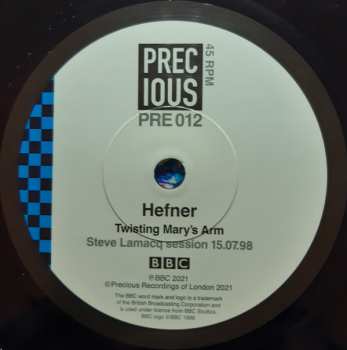 PREC
IOUS
45 RPM
PRE 012
Hefner
Twisting Mary's Arm
Steve Lamacq session 15.07.98
BBC
℗ BBC 2021
©Precious Recordings of London 2021
The BBC word mark and logo is a trademark
of the British Broadcasting Corporation and
is used under license from BBC Studios.
BBC logo ©BBC 1996